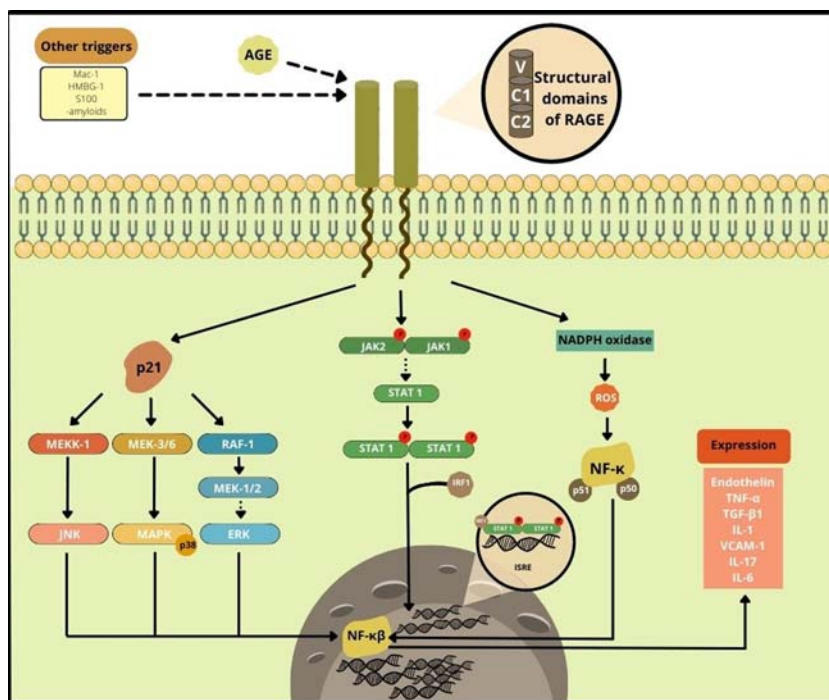 Other triggers
Mac-1
HMBG-1
S100
-amyloids
AGE
V
C1
C2
Structural
domains
of RAGE
p21
JAK2
P
JAK1
P
NADPH oxidase
STAT 1
ROS
MEKK-1
MEK-3/6
RAF-1
STAT 1
P
STAT 1
P
Expression
MEK-1/2
IRF1
NF-κ
p51
p50
Endothelin
TNF-α
TGF-β1
IL-1
VCAM-1
IL-17
IL-6
JNK
MAPK
p38
ERK
STAT 1
STAT 1
ISRE
NF-κβ